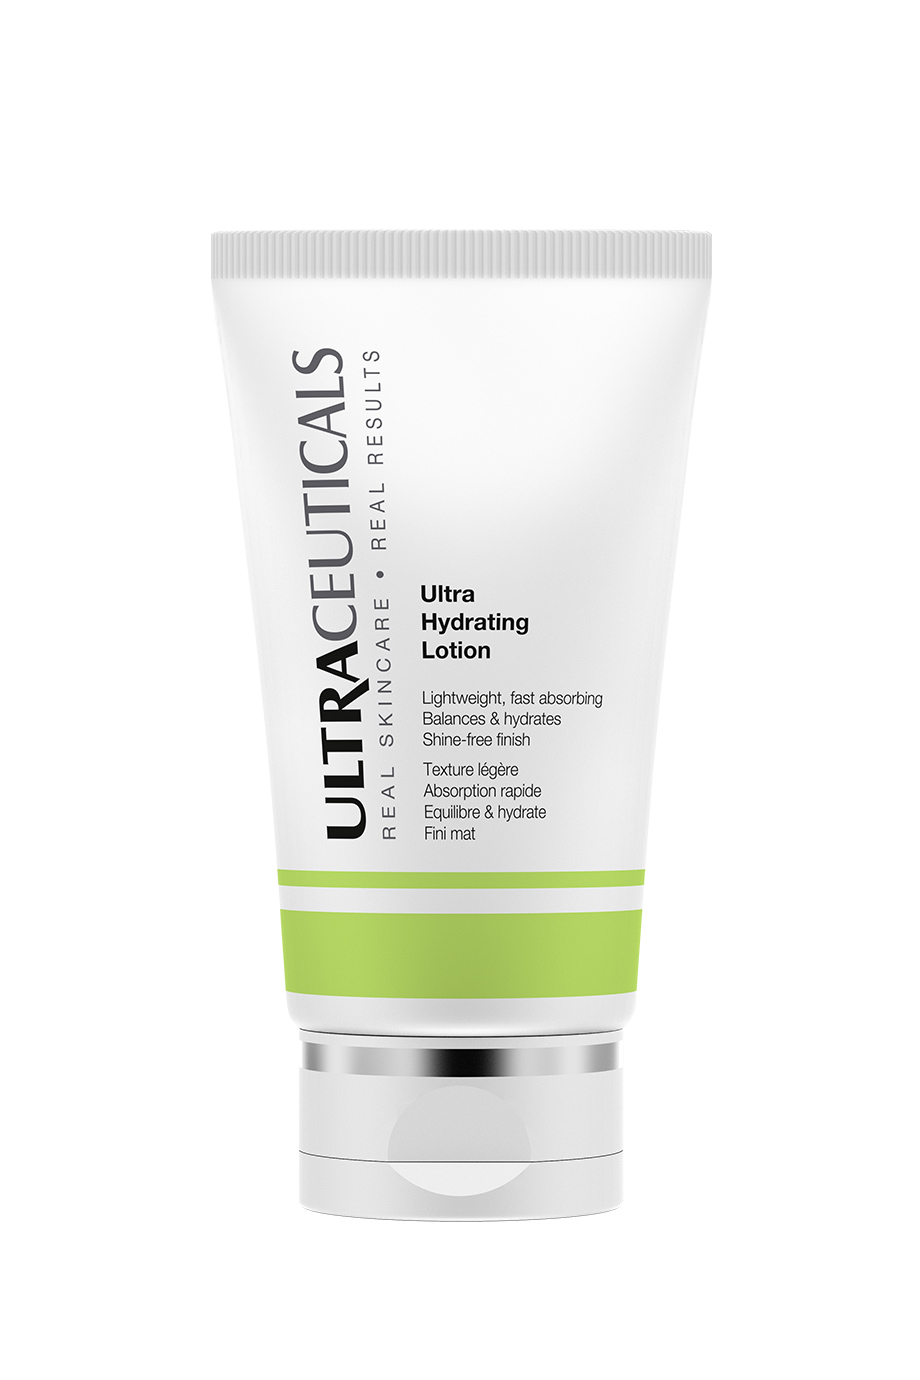 ULTRACEUTICALS
REAL SKINCARE • REAL RESULTS
Ultra
Hydrating
Lotion
Lightweight, fast absorbing
Balances & hydrates
Shine-free finish
Texture légère
Absorption rapide
Equilibre & hydrate
Fini mat